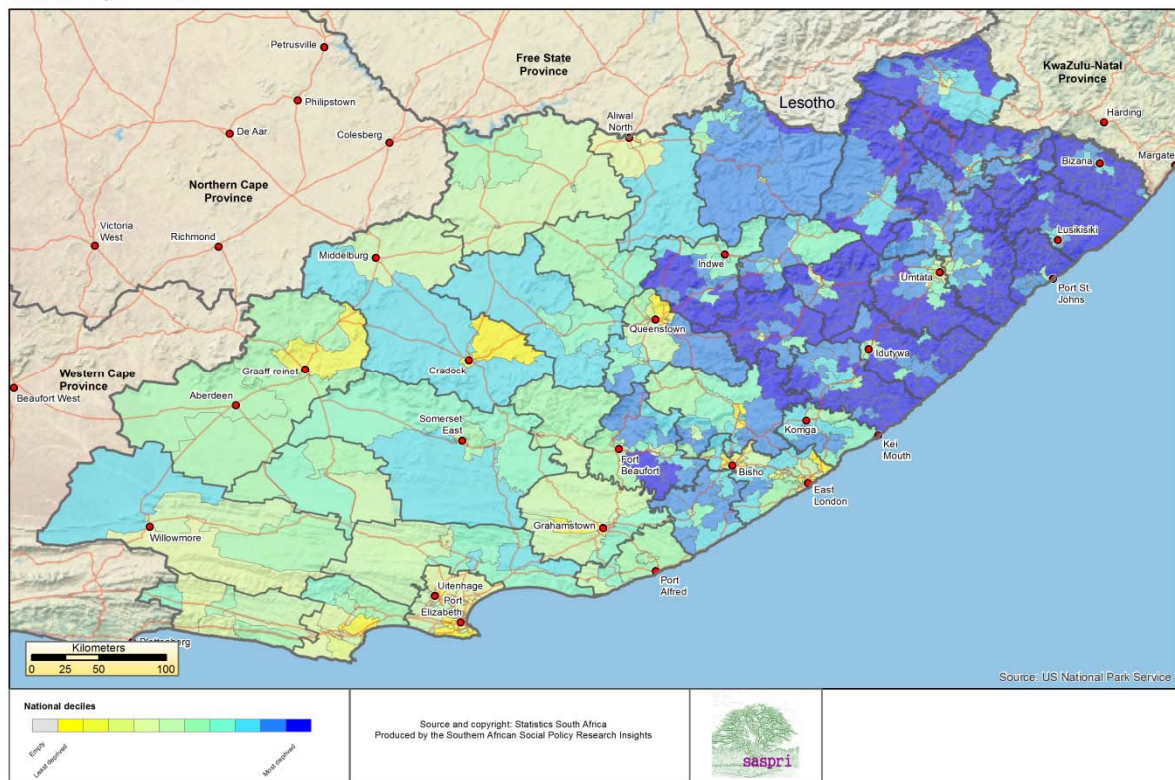 Petrusville
Free State
Province
KwaZulu-Natal
Province
Lesotho
Philipstown
Harding
De Aar
Colesberg
Aliwal
North
Bizana
Margate
Northern Cape
Province
Victoria
West
Richmond
Middelburg
Indwe
Lusikisiki
Umtata
Port St.
Johns
Queenstown
Idutywa
Western Cape
Province
Beaufort West
Graaff reinet
Cradock
Aberdeen
Somerset
East
Komga
Kei
Mouth
Fort
Beaufort
Bisho
East
London
Willowmore
Grahamstown
Port
Alfred
Uitenhage
Port
Elizabeth
Kilometers
0 25 50 100
Source: US National Park Service
National deciles
Empty
Least deprived
Most deprived
Source and copyright: Statistics South Africa
Produced by the Southern African Social Policy Research Insights
saspri